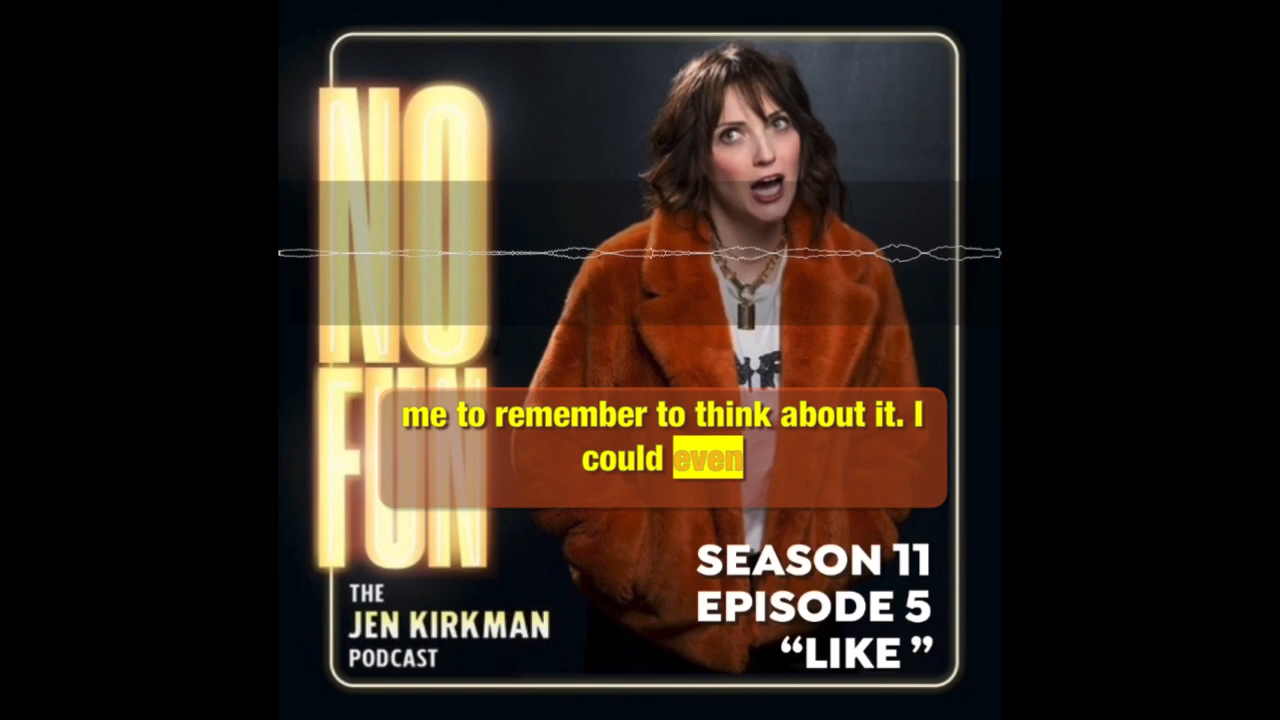 NO
FUN
me to remember to think about it. I
could even
THE
JEN KIRKMAN
PODCAST
SEASON 11
EPISODE 5
“LIKE ”